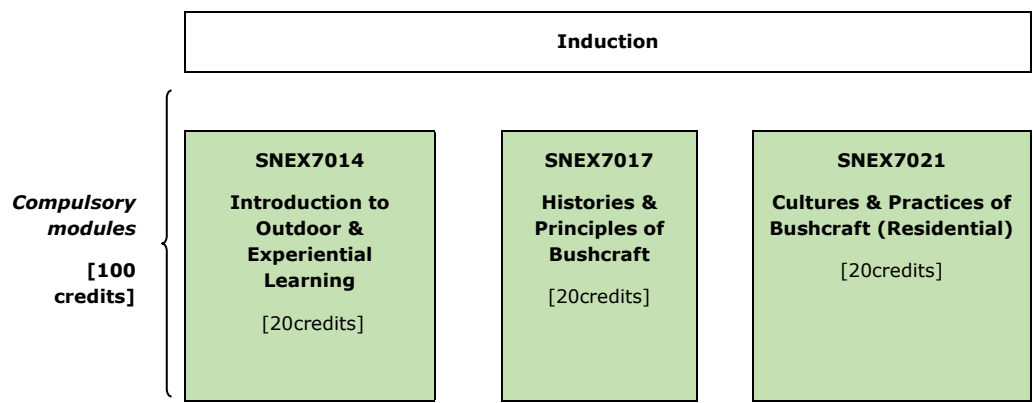 Induction
Compulsory
modules
[100
credits]
SNEX7014
Introduction to
Outdoor &
Experiential
Learning
[20credits]
SNEX7017
Histories &
Principles of
Bushcraft
[20credits]
SNEX7021
Cultures & Practices of
Bushcraft (Residential)
[20credits]